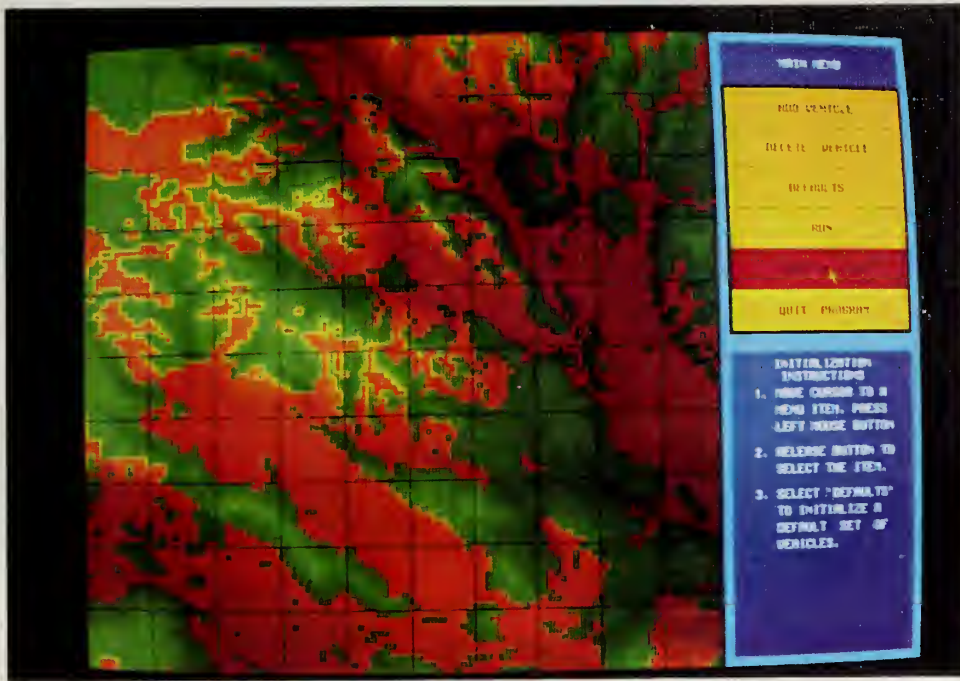 MAIN MENU
ADD VEHICLE
DELETE VEHICLE
DEFAULTS
RUN
QUIT PROGRAM
INITIALIZATION
INSTRUCTIONS
1. MOVE CURSOR TO A
MENU ITEM. PRESS
LEFT MOUSE BUTTON
2. RELEASE BUTTON TO
SELECT THE ITEM.
3. SELECT "DEFAULTS"
TO INITIALIZE A
DEFAULT SET OF
VEHICLES.